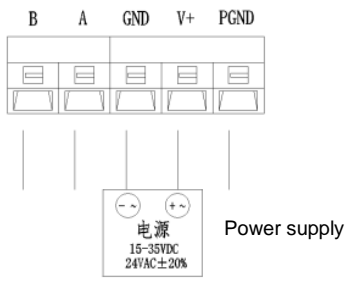 B A GND V+ PGND
- ~ + ~
电源
15-35VDC
24VAC±20%
Power supply